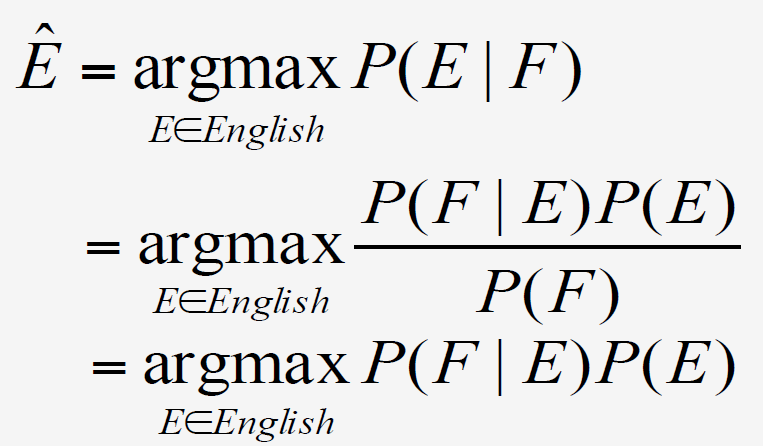 Ê = argmax P(E | F)
E∈English
= argmax P(F | E)P(E) / P(F)
E∈English
= argmax P(F | E)P(E)
E∈English